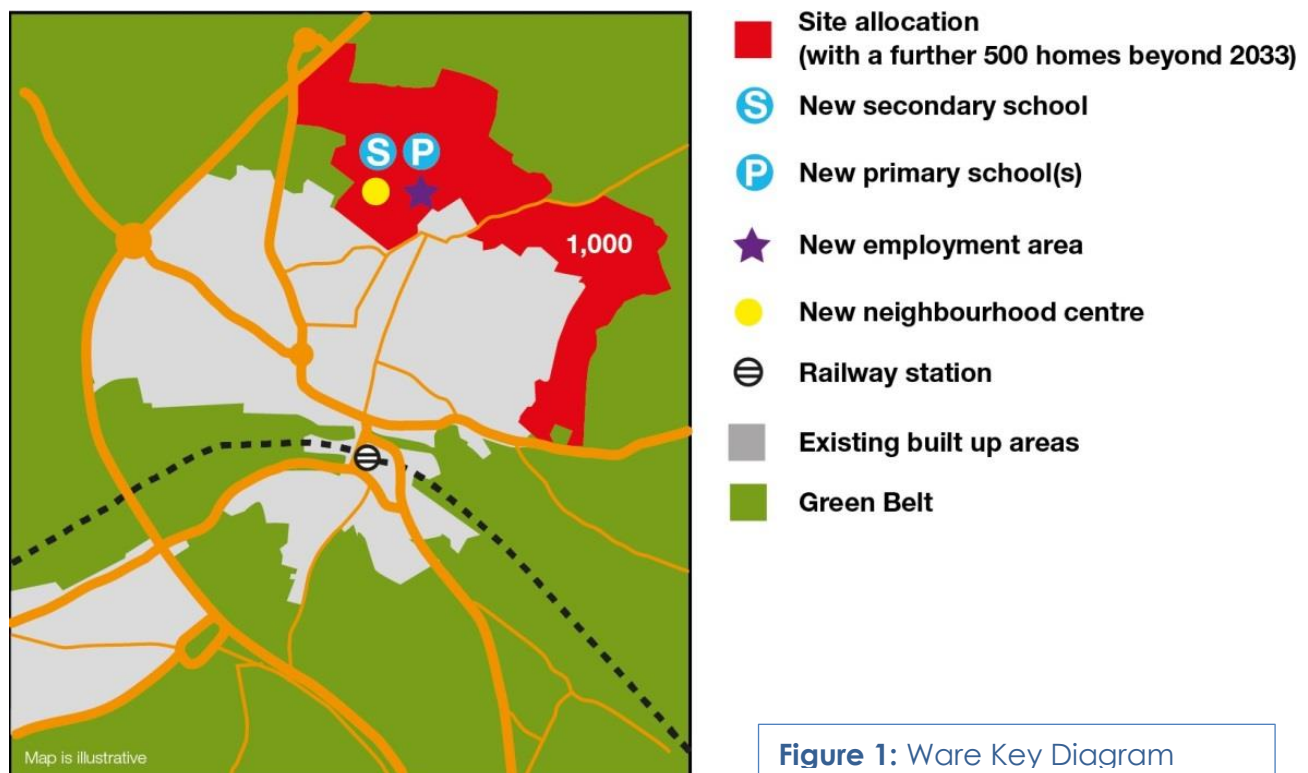 S P
1,000
Map is illustrative
Site allocation
(with a further 500 homes beyond 2033)
S New secondary school
P New primary school(s)
New employment area
New neighbourhood centre
Railway station
Existing built up areas
Green Belt
Figure 1: Ware Key Diagram